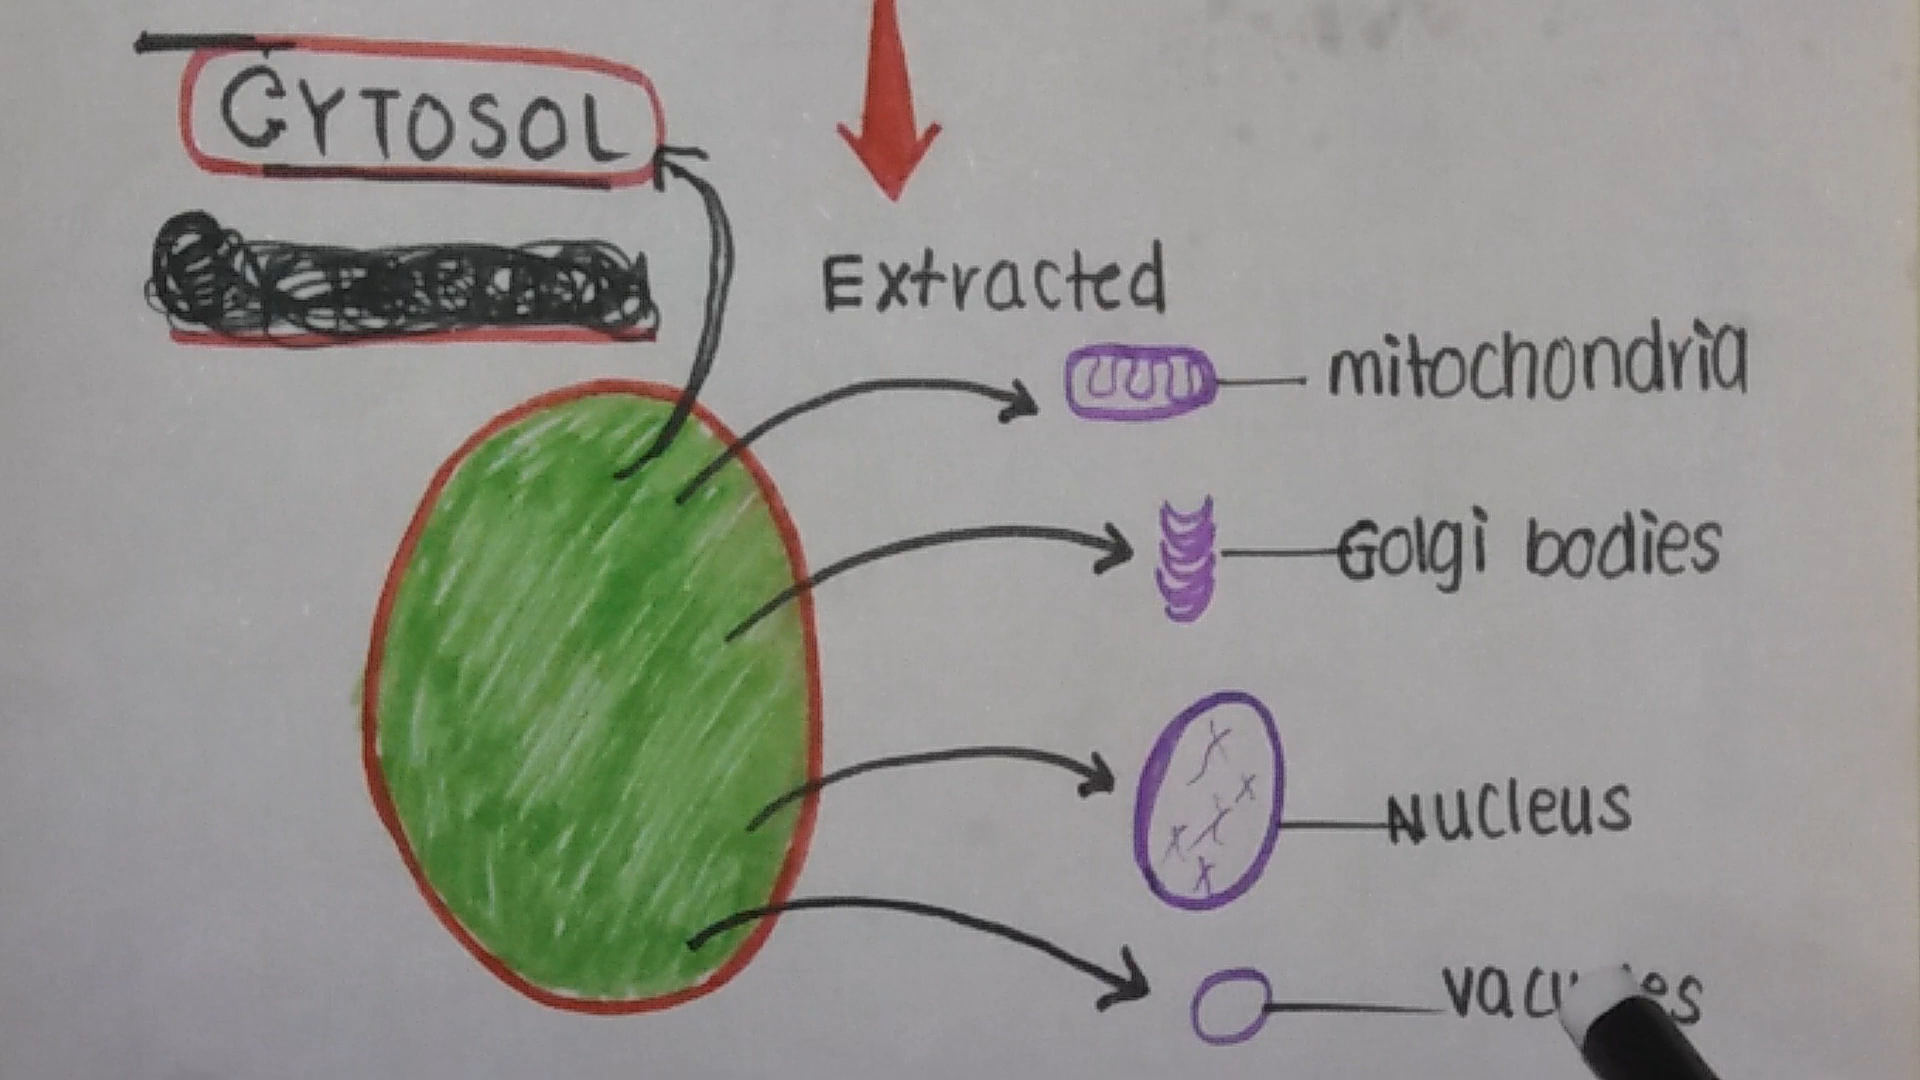 CYTOSOL
Extracted
mitochondria
Golgi bodies
Nucleus